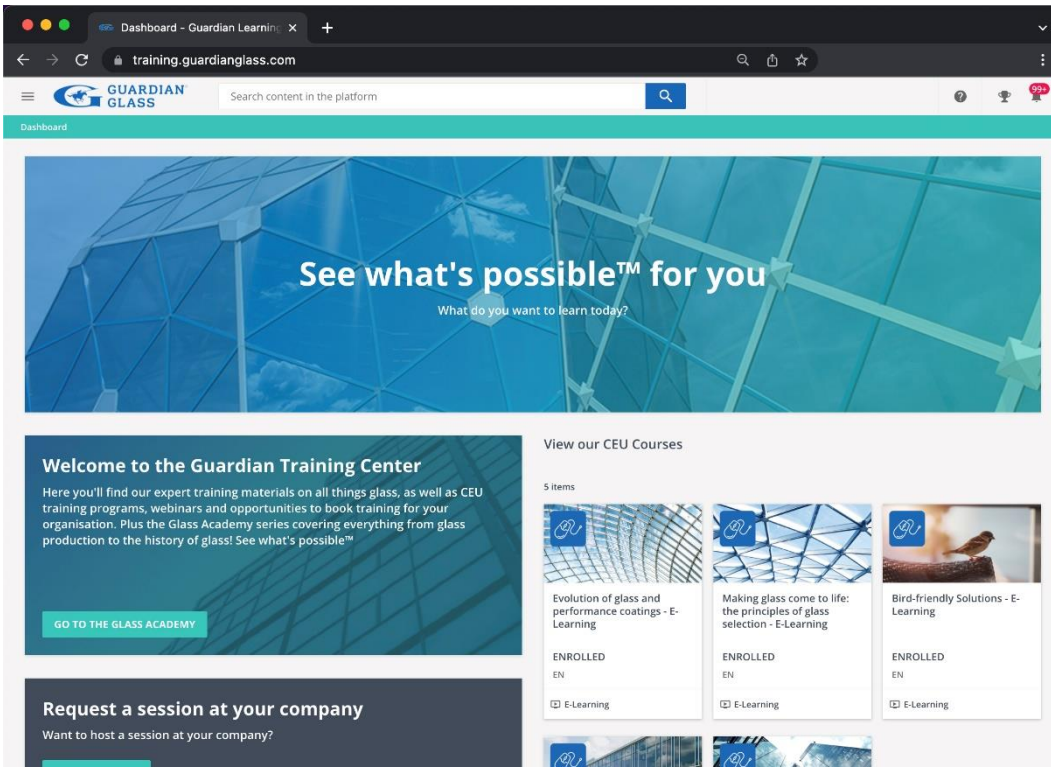 Dashboard - Guardian Learning
training.guardianglass.com
GUARDIAN®
GLASS
Search content in the platform
99+
Dashboard
See what's possible™ for you
What do you want to learn today?
Welcome to the Guardian Training Center
Here you'll find our expert training materials on all things glass, as well as CEU
training programs, webinars and opportunities to book training for your
organisation. Plus the Glass Academy series covering everything from glass
production to the history of glass! See what's possible™
GO TO THE GLASS ACADEMY
Request a session at your company
Want to host a session at your company?
View our CEU Courses
5 items
Evolution of glass and
performance coatings - E-
Learning
ENROLLED
EN
E-Learning
Making glass come to life:
the principles of glass
selection - E-Learning
ENROLLED
EN
E-Learning
Bird-friendly Solutions - E-
Learning
ENROLLED
EN
E-Learning